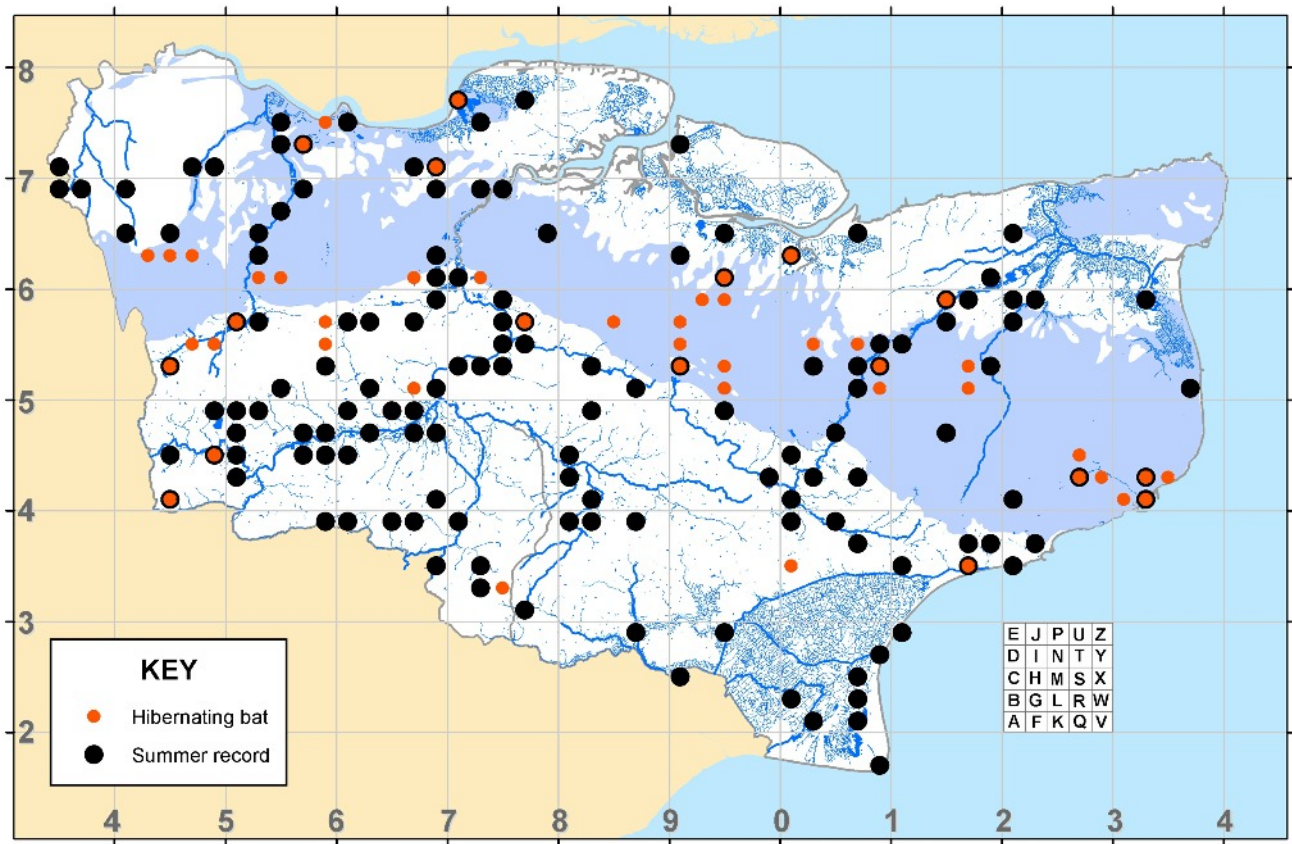 8
7
6
5
4
3
2
KEY
Hibernating bat
Summer record
E J P U Z
D I N T Y
C H M S X
B G L R W
A F K Q V
4 5 6 7 8 9 0 1 2 3 4